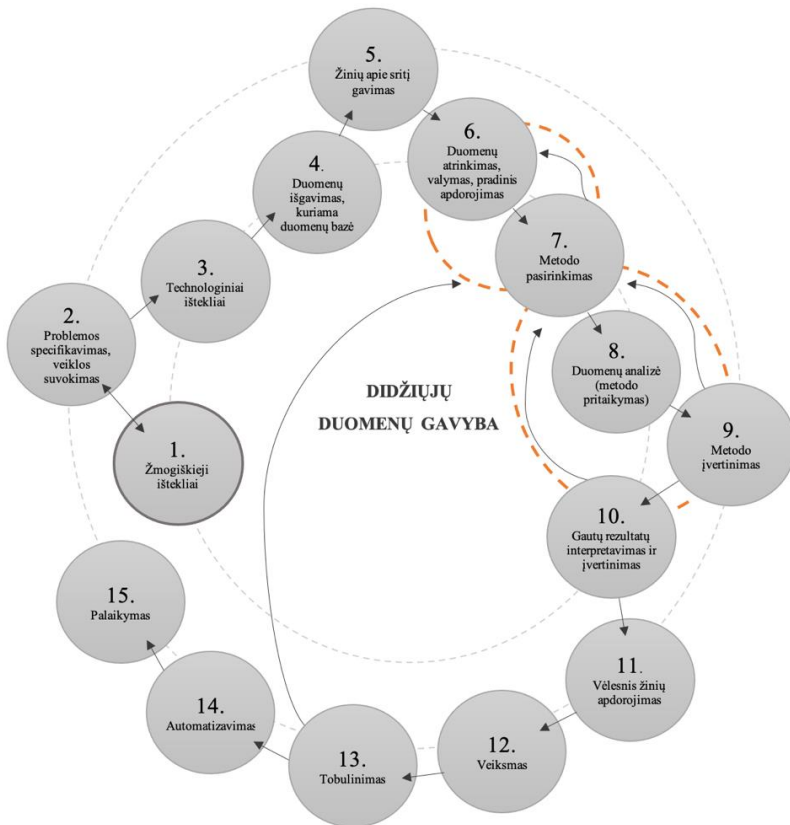 1.
Žmogiškieji
ištekliai
2.
Problemos
specifikavimas,
veiklos
suvokimas
3.
Technologiniai
ištekliai
4.
Duomenų
išgavimas,
kuriama
duomenų bazė
5.
Žinių apie sritį
gavimas
6.
Duomenų
atrinkimas,
valymas, pradinis
apdorojimas
7.
Metodo
pasirinkimas
8.
Duomenų analizė
(metodo
pritaikymas)
9.
Metodo
įvertinimas
10.
Gautų rezultatų
interpretavimas ir
įvertinimas
11.
Vėlesnis žinių
apdorojimas
12.
Veiksmas
13.
Tobulinimas
14.
Automatizavimas
15.
Palaikymas
DIDŽIŲJŲ
DUOMENŲ GAVYBA